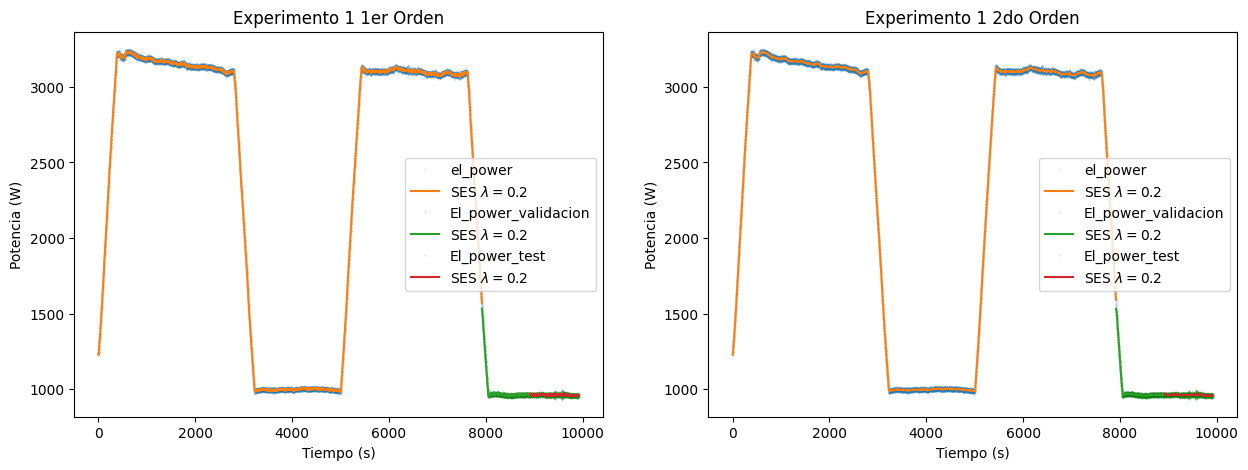 Experimento 1 1er Orden
Potencia (W)
3000
2500
2000
1500
1000
el_power
SES λ = 0.2
El_power_validacion
SES λ = 0.2
El_power_test
SES λ = 0.2
0
2000
4000
6000
8000
10000
Tiempo (s)
Experimento 1 2do Orden
Potencia (W)
3000
2500
2000
1500
1000
el_power
SES λ = 0.2
El_power_validacion
SES λ = 0.2
El_power_test
SES λ = 0.2
0
2000
4000
6000
8000
10000
Tiempo (s)